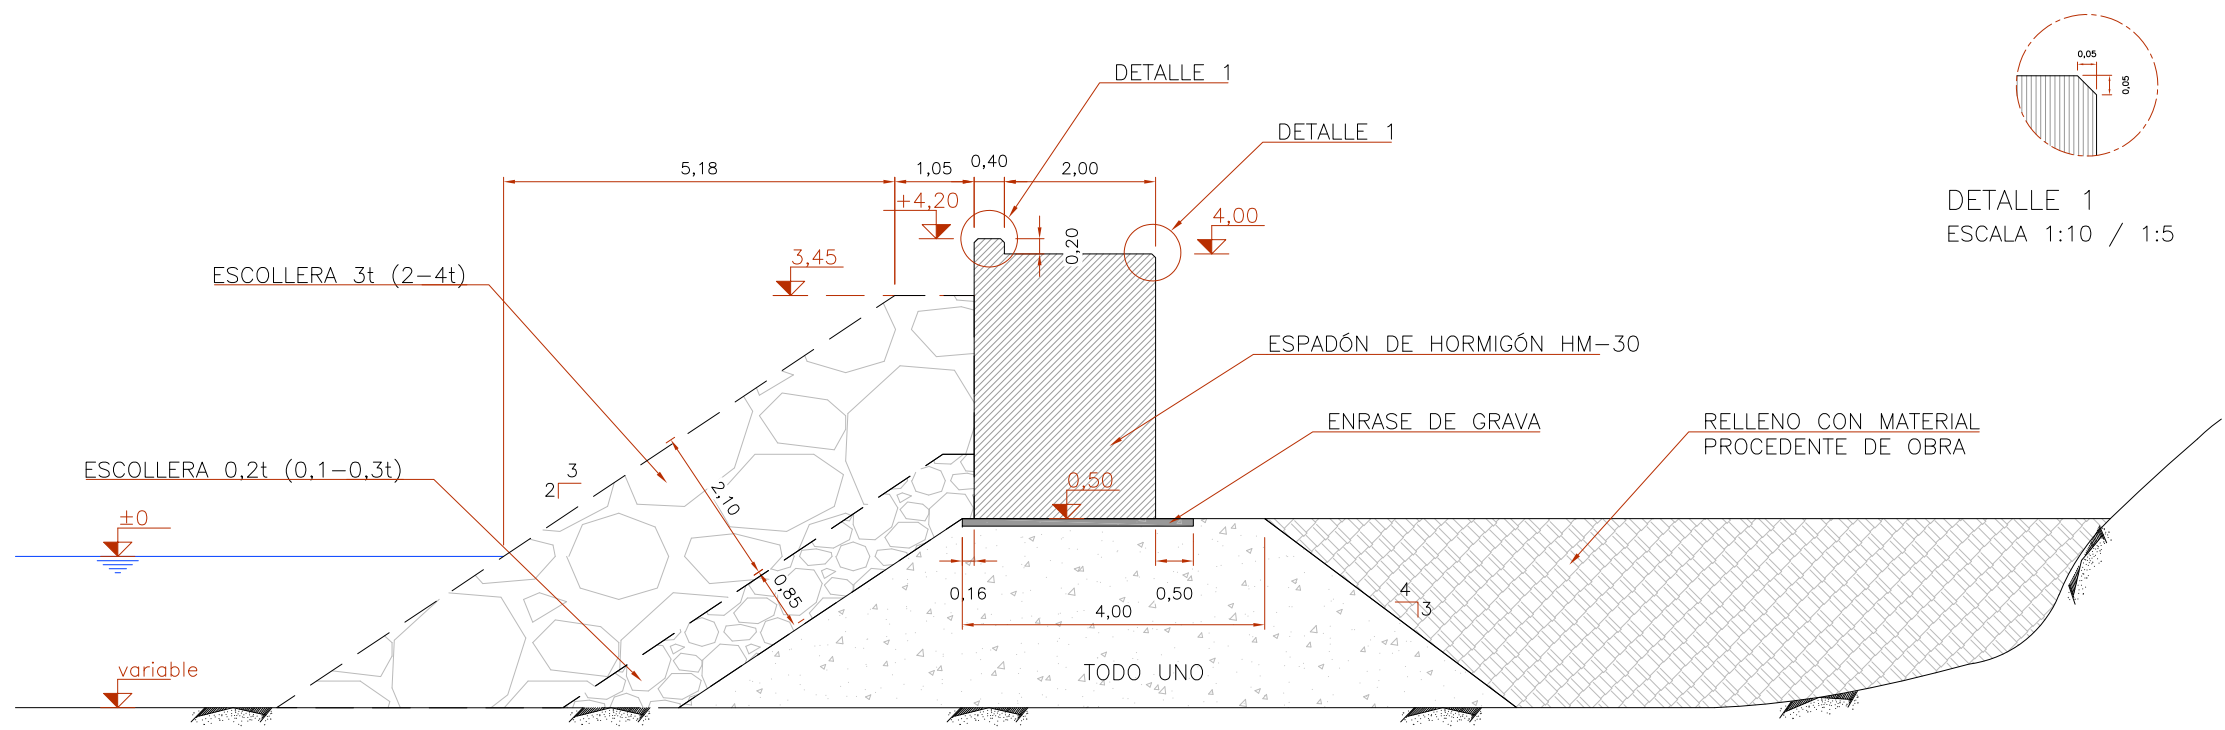 0,05
0,05
DETALLE 1
DETALLE 1
5,18
1,05
0,40
2,00
+4,20
4,00
DETALLE 1
ESCALA 1:10 / 1:5
0,20
3,45
ESCOLLERA 3t (2-4t)
ESPADÓN DE HORMIGÓN HM-30
ENRASE DE GRAVA
RELLENO CON MATERIAL
PROCEDENTE DE OBRA
ESCOLLERA 0,2t (0,1-0,3t)
3
2
2,10
0,50
±0
0,85
0,16
0,50
4,00
4
3
variable
TODO UNO